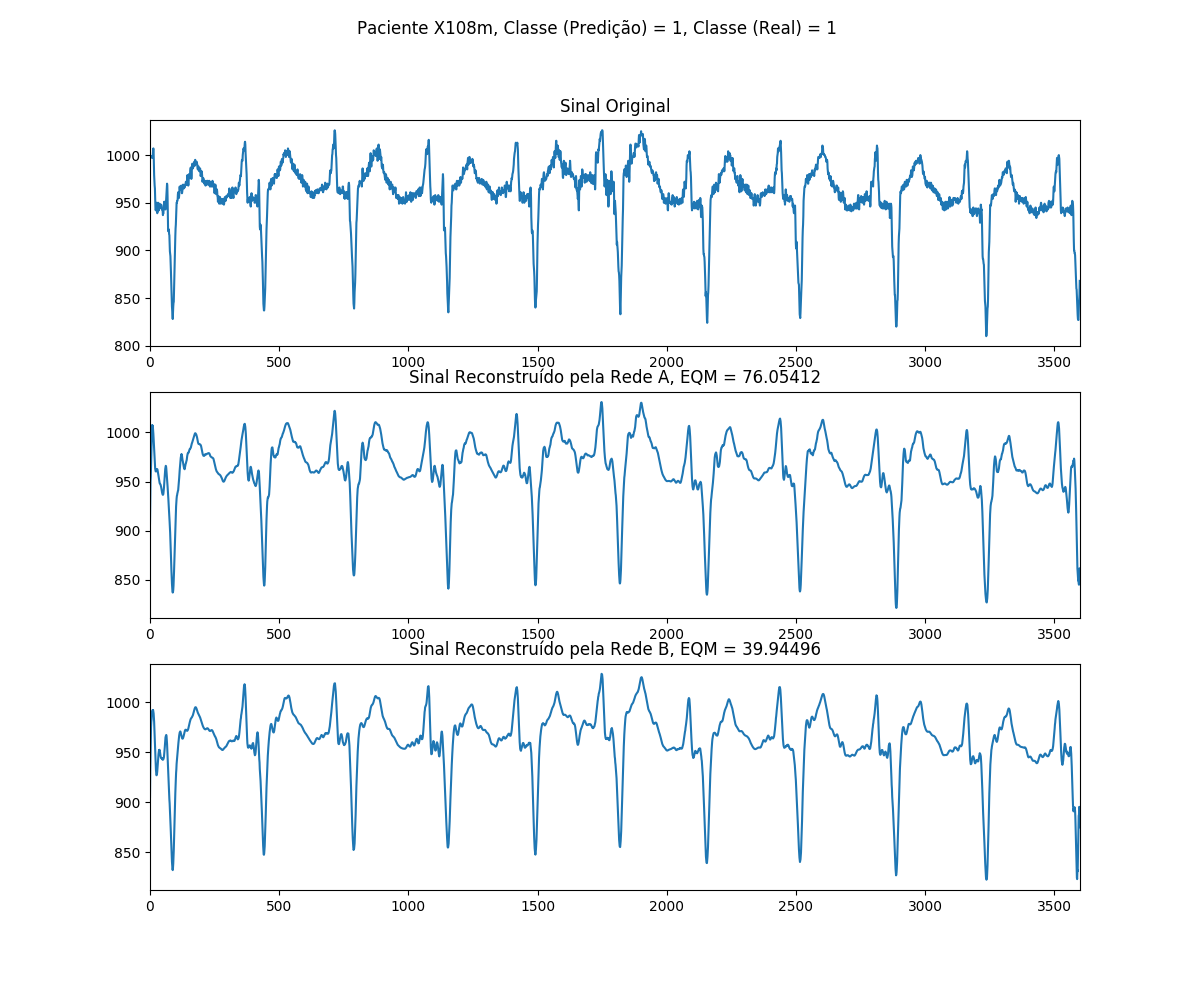 Paciente X108m, Classe (Predição) = 1, Classe (Real) = 1
Sinal Original
1000
950
900
850
800
0 500 1000 1500 2000 2500 3000 3500
Sinal Reconstruído pela Rede A, EQM = 76.05412
1000
950
900
850
0 500 1000 1500 2000 2500 3000 3500
Sinal Reconstruído pela Rede B, EQM = 39.94496
1000
950
900
850
0 500 1000 1500 2000 2500 3000 3500